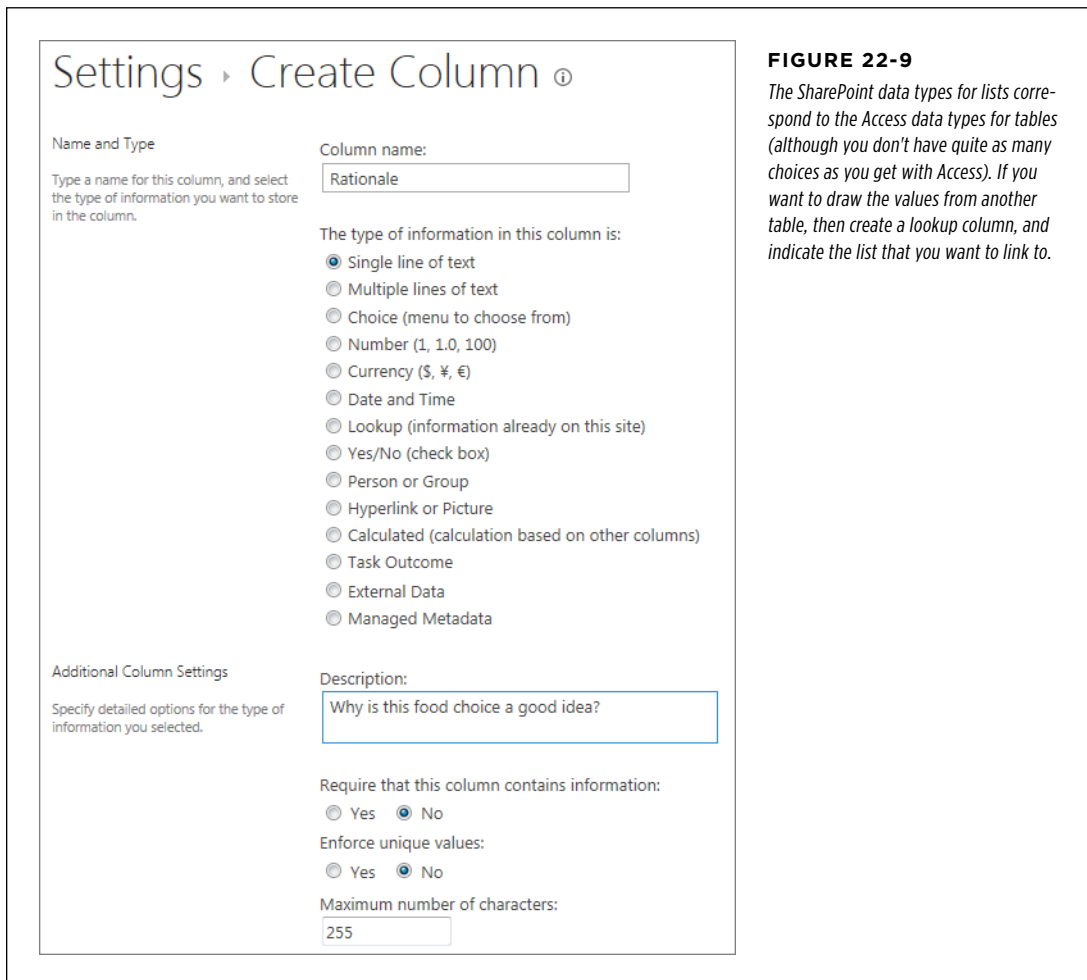 Settings ▸ Create Column ⓘ
Name and Type
Type a name for this column, and select
the type of information you want to store
in the column.
Column name:
Rationale
The type of information in this column is:
Single line of text
Multiple lines of text
Choice (menu to choose from)
Number (1, 1.0, 100)
Currency ($, ¥, €)
Date and Time
Lookup (information already on this site)
Yes/No (check box)
Person or Group
Hyperlink or Picture
Calculated (calculation based on other columns)
Task Outcome
External Data
Managed Metadata
Additional Column Settings
Specify detailed options for the type of
information you selected.
Description:
Why is this food choice a good idea?
Require that this column contains information:
Yes No
Enforce unique values:
Yes No
Maximum number of characters:
255
FIGURE 22-9
The SharePoint data types for lists corre-
spond to the Access data types for tables
(although you don't have quite as many
choices as you get with Access). If you
want to draw the values from another
table, then create a lookup column, and
indicate the list that you want to link to.